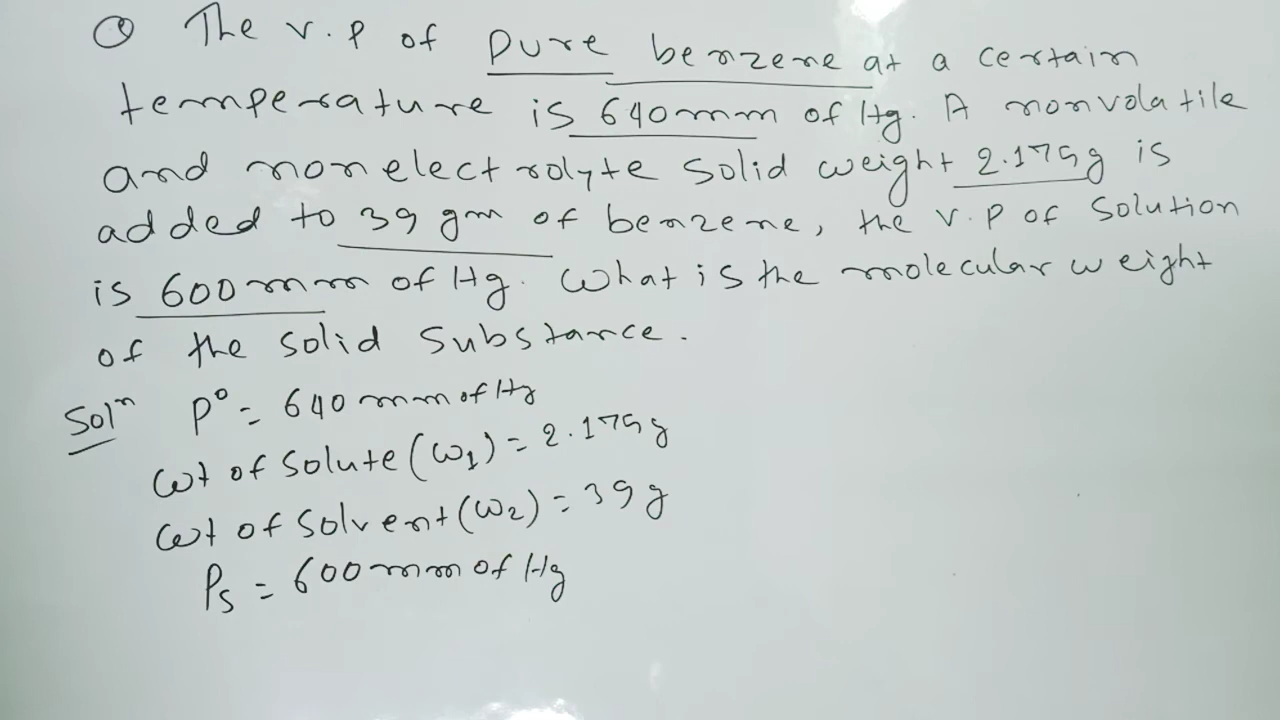 Q The v.p of pure benzene at a certain
temperature is 640mm of Hg. A nonvolatile
and nonelectrolyte solid weight 2.175g is
added to 39 gm of benzene, the v.p of solution
is 600mm of Hg. What is the molecular weight
of the solid substance.
Solⁿ P° = 640 mm of Hg
wt of solute (w₁) = 2.175g
wt of solvent (w₂) = 39g
Pₛ = 600mm of Hg